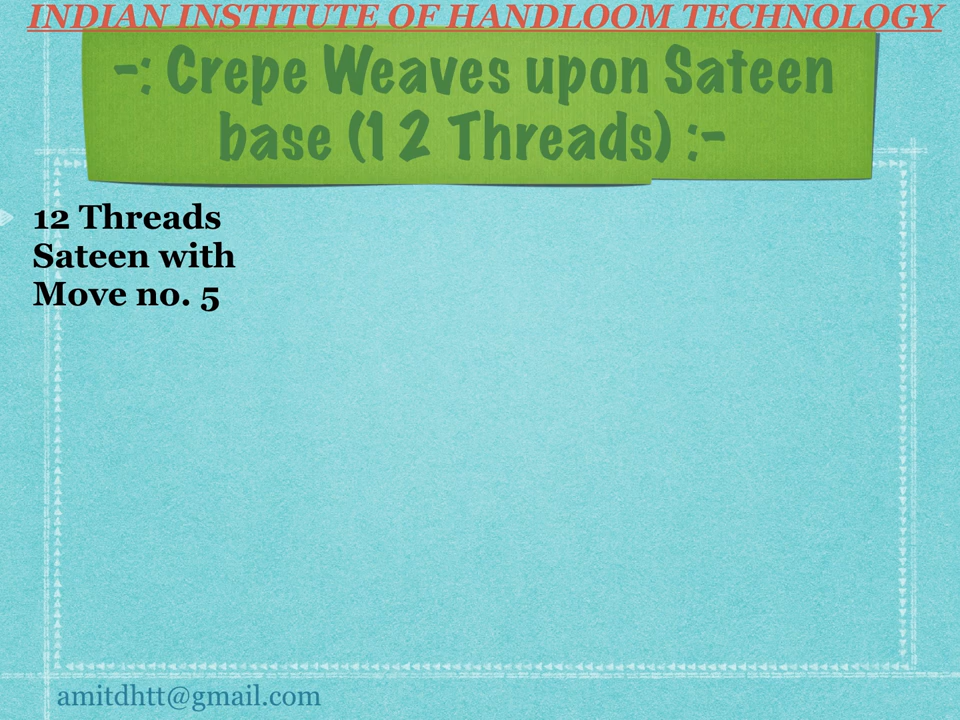 INDIAN INSTITUTE OF HANDLOOM TECHNOLOGY
-: Crepe Weaves upon Sateen
base (12 Threads) :-
12 Threads
Sateen with
Move no. 5
amitdhtt@gmail.com